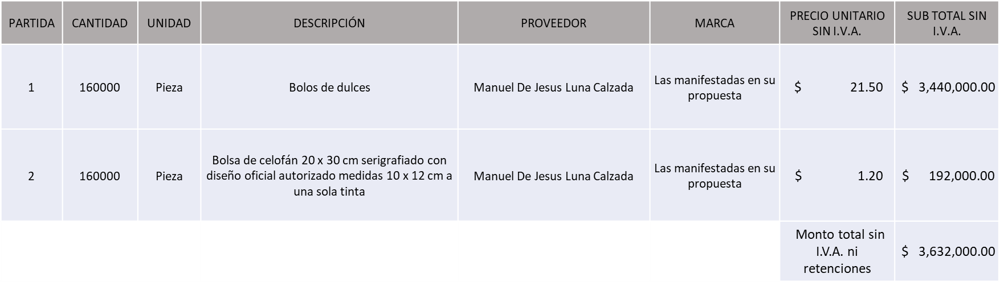 PARTIDA CANTIDAD UNIDAD DESCRIPCIÓN PROVEEDOR MARCA PRECIO UNITARIO SIN I.V.A. SUB TOTAL SIN I.V.A.
1 160000 Pieza Bolos de dulces Manuel De Jesus Luna Calzada Las manifestadas en su propuesta $ 21.50 $ 3,440,000.00
2 160000 Pieza Bolsa de celofán 20 x 30 cm serigrafiado con diseño oficial autorizado medidas 10 x 12 cm a una sola tinta Manuel De Jesus Luna Calzada Las manifestadas en su propuesta $ 1.20 $ 192,000.00
Monto total sin I.V.A. ni retenciones $ 3,632,000.00